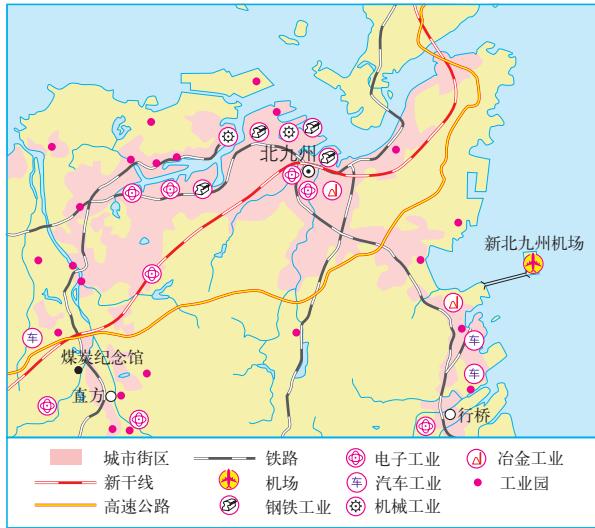 北九州
新北九州机场
车
车
煤炭纪念馆
车
直方
行桥
城市街区
铁路
电子工业
冶金工业
新干线
机场
车
汽车工业
工业园
高速公路
钢铁工业
机械工业